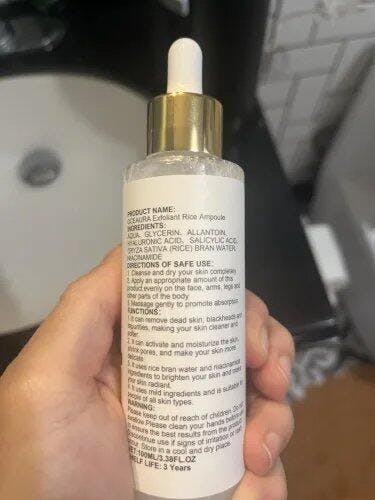 PRODUCT NAME:
OCEAURA Exfoliant Rice Ampoule
INGREDIENTS:
AQUA, GLYCERIN, ALLANTOIN,
HYALURONIC ACID, SALICYLIC ACID,
ORYZA SATIVA (RICE) BRAN WATER,
NIACINAMIDE
DIRECTIONS OF SAFE USE:
1. Cleanse and dry your skin completely
2. Apply an appropriate amount of this
product evenly on the face, arms, legs and
other parts of the body
3. Massage gently to promote absorption
FUNCTIONS:
1. It can remove dead skin, blackheads and
impurities, making your skin cleaner and
softer
2. It can activate and moisturize the skin,
shrink pores, and make your skin more
delicate
3. It uses rice bran water and niacinamide
ingredients to brighten your skin and make
your skin radiant.
4. It uses mild ingredients and is suitable for
people of all skin types.
WARNING:
Please keep out of reach of children. Do not
swallow. Please clean your hands before use
to ensure the best results from the product
Discontinue use if signs of irritation or rash
occur. Store in a cool and dry place.
NET:100ML/3.38FL.OZ
SHELF LIFE: 3 Years